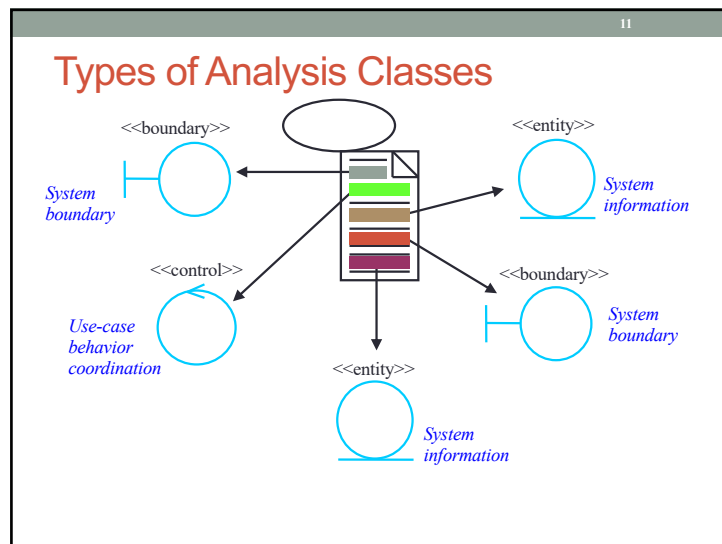 11
Types of Analysis Classes
<<boundary>>
System
boundary
<<entity>>
System
information
<<control>>
Use-case
behavior
coordination
<<boundary>>
System
boundary
<<entity>>
System
information